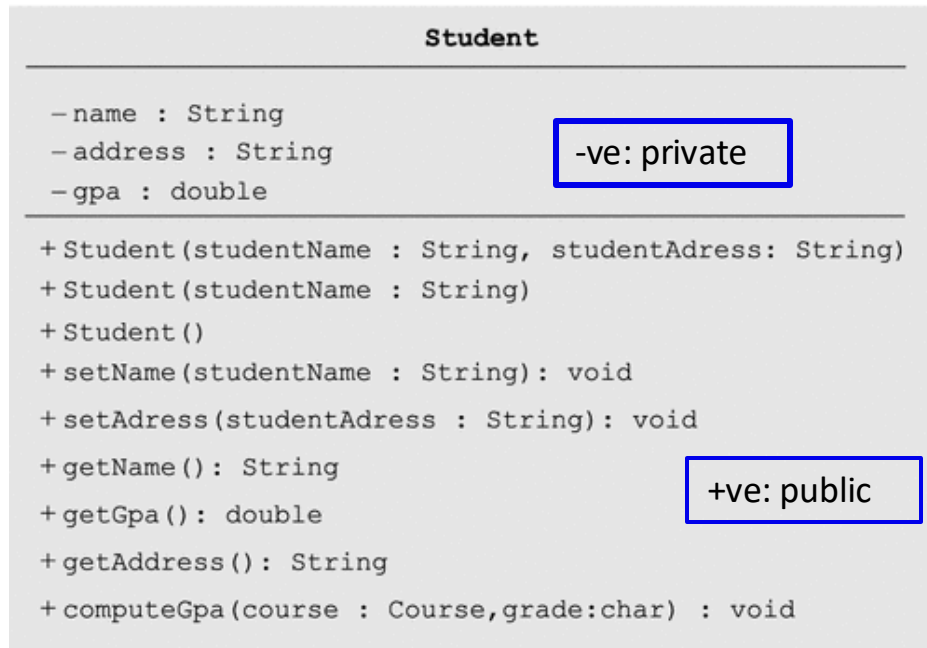 Student
– name : String
– address : String
-ve: private
– gpa : double
+ Student(studentName : String, studentAdress: String)
+ Student(studentName : String)
+ Student()
+ setName(studentName : String): void
+ setAdress(studentAdress : String): void
+ getName(): String
+ve: public
+ getGpa(): double
+ getAddress(): String
+ computeGpa(course : Course,grade:char) : void